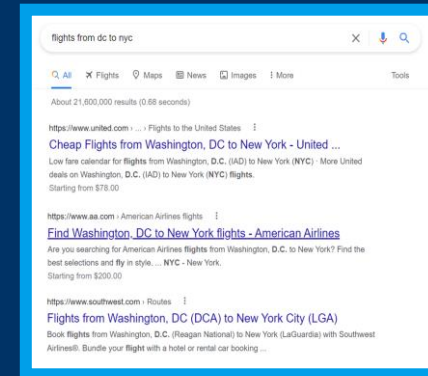 flights from dc to nyc
All Flights Maps News Images More Tools
About 21,600,000 results (0.68 seconds)
https://www.united.com › ... › Flights to the United States
Cheap Flights from Washington, DC to New York - United ...
Low fare calendar for flights from Washington, D.C. (IAD) to New York (NYC) · More United
deals on Washington, D.C. (IAD) to New York (NYC) flights.
Starting from $78.00
https://www.aa.com › American Airlines flights
Find Washington, DC to New York flights - American Airlines
Are you searching for American Airlines flights from Washington, D.C. to New York? Find the
best selections and fly in style. ... NYC - New York.
Starting from $200.00
https://www.southwest.com › Routes
Flights from Washington, DC (DCA) to New York City (LGA)
Book flights from Washington, D.C. (Reagan National) to New York (LaGuardia) with Southwest
Airlines®. Bundle your flight with a hotel or rental car booking ...